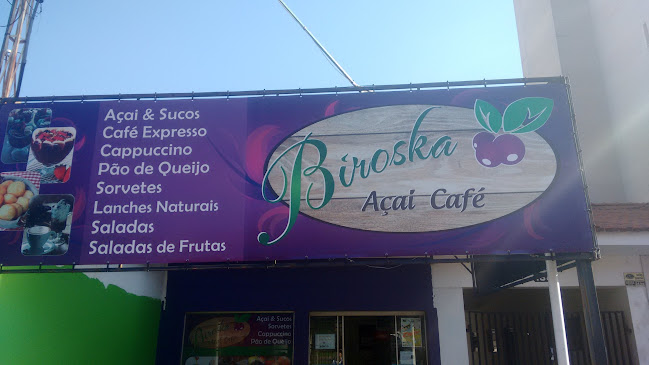 Açai & Sucos
Café Expresso
Cappuccino
Pão de Queijo
Sorvetes
Lanches Naturais
Saladas
Saladas de Frutas
Biroska
Açai Café
Açai & Sucos
Sorvetes
Cappuccino
Pão de Queijo